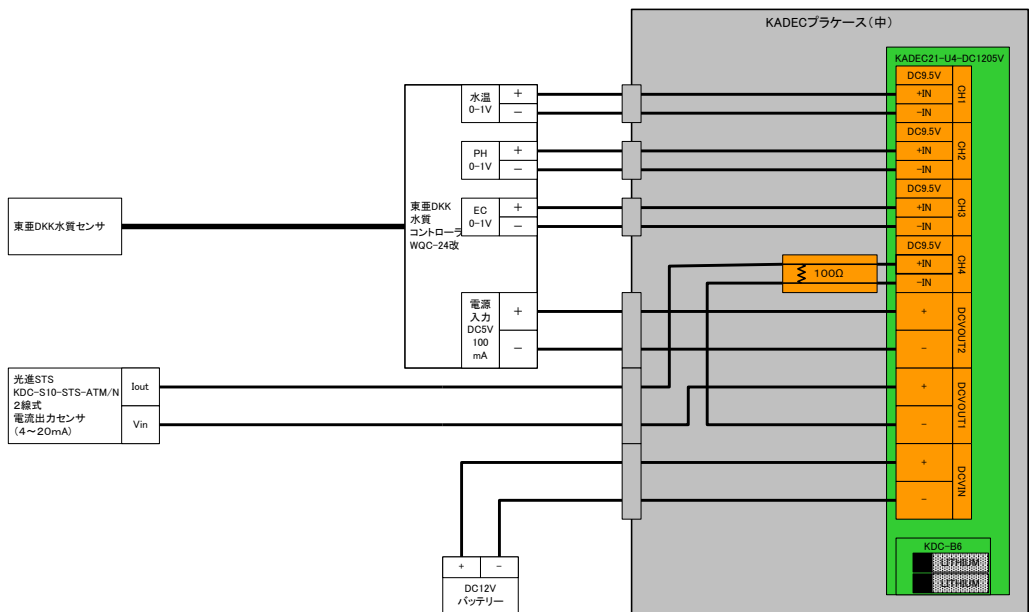 KADECプラケース（中）
KADEC21-U4-DC1205V
DC9.5V
+IN
-IN
CH1
DC9.5V
+IN
-IN
CH2
DC9.5V
+IN
-IN
CH3
DC9.5V
+IN
-IN
CH4
+
-
DCVOUT2
+
-
DCVOUT1
+
-
DCVIN
KDC-B6
LITHIUM
LITHIUM
100Ω
水温
0-1V
+
－
PH
0-1V
+
－
EC
0-1V
+
－
東亜DKK
水質
コントローラ
WQC-24改
電源
入力
DC5V
100
mA
+
－
東亜DKK水質センサ
光進STS
KDC-S10-STS-ATM/N
2線式
電流出力センサ
(4～20mA)
Iout
Vin
+
-
DC12V
バッテリー